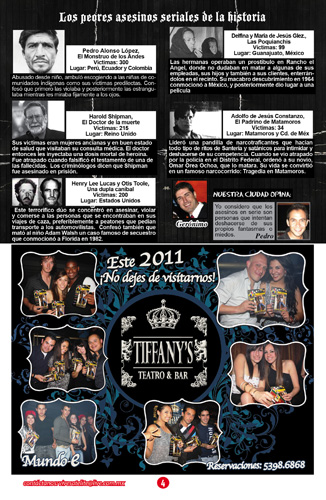 Los peores asesinos seriales de la historia
Pedro Alonso López,
El Monstruo de los Andes
Víctimas: 300
Lugar: Perú, Ecuador y Colombia
Abusado desde niño, ambuló escogiendo a las niñas de comunidades indígenas como sus víctimas predilectas. Confesó que primero las violaba y posteriormente las estrangulaba mientras les miraba fijamente a los ojos.
Harold Shipman,
El Doctor de la muerte
Víctimas: 215
Lugar: Reino Unido
Sus víctimas eran mujeres ancianas y en buen estado
de salud que visitaban su consulta médica. El doctor
entonces les inyectaba una dosis mortal de heroína.
Fue atrapado cuando falsificó el testamento de una de
las fallecidas. Los criminólogos dicen que Shipman
fue asesinado en prisión.
Henry Lee Lucas y Otis Toole,
Una dupla caníbal
Víctimas: 200
Lugar: Estados Unidos
Este terrorífico dúo se concentró en asesinar, violar
y comerse a las personas que se encontraban en sus
viajes de caza, preferiblemente a peatones que pedían
transporte a los automovilistas. Confesó también que
mató al niño Adam Walsh un caso famoso de secuestro
que conmocionó a Florida en 1982.
Delfina y María de Jesús Glez,
Las Poquianchis
Víctimas: 99
Lugar: Guanajuato, México
Las hermanas operaban un prostíbulo en Rancho el
Ángel, donde no dudaban en matar a algunas de sus
empleadas, sus hijos y también a sus clientes, enterrándolos en el recinto. Su macabro descubrimiento en 1964
conmocionó a México, y posteriormente dio lugar a una
película
Adolfo de Jesús Constanzo,
El Padrino de Matamoros
Víctimas: 34
Lugar: Matamoros y Cd. de Méx
Lideró una pandilla de narcotraficantes que hacían
todo tipo de ritos de Santería y satánicos para intimidar
deshacerse de su competencia. Cuando se vio atrapado
por la policía en el Distrito Federal, ordenó a su novio,
Omar Orea Ochoa, que lo matara. Su vida se convirtió
en un famoso narcocorrido: Tragedia en Matamoros.
NUESTRA CIUDAD OPINA:
Yo considero que los
asesinos en serie son
personas que intentan
deshacerse de sus
propios fantasmas o
miedos.
Gerónimo
Pedro
Este 2011
¡No dejes de visitarnos!
TIFFANY'S
TEATRO & BAR
Mundo E
Reservaciones: 5398.6868
4